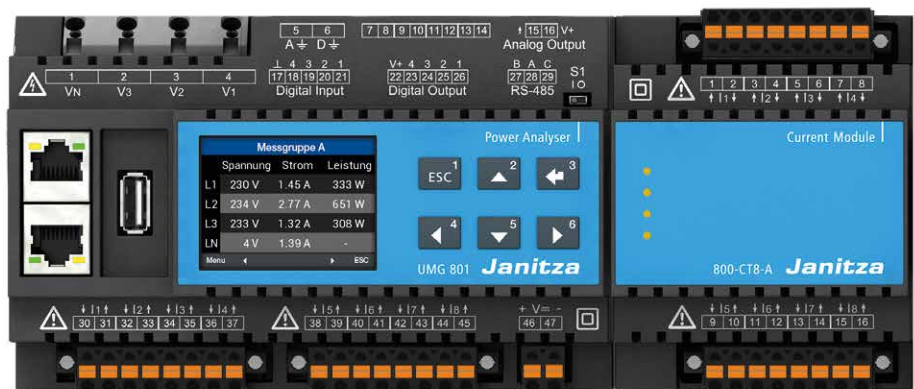 5 6
A D
7 8 9 10 11 12 13 14
15 16 V+
Analog Output
1 2 3 4
VN V3 V2 V1
⊥ 4 3 2 1
17 18 19 20 21
Digital Input
V+ 4 3 2 1
22 23 24 25 26
Digital Output
B A C
27 28 29
RS-485
S1
I O
1 2 3 4 5 6 7 8
I1 I2 I3 I4
Messgruppe A
Spannung Strom Leistung
L1 230 V 1.45 A 333 W
L2 234 V 2.77 A 651 W
L3 233 V 1.32 A 308 W
LN 4 V 1.39 A -
Menu ESC
Power Analyser
ESC 1
2
3
4
5
6
UMG 801 Janitza
Current Module
800-CT8-A Janitza
I1 I2 I3 I4
30 31 32 33 34 35 36 37
I5 I6 I7 I8
38 39 40 41 42 43 44 45
+ V= -
46 47
I5 I6 I7 I8
9 10 11 12 13 14 15 16